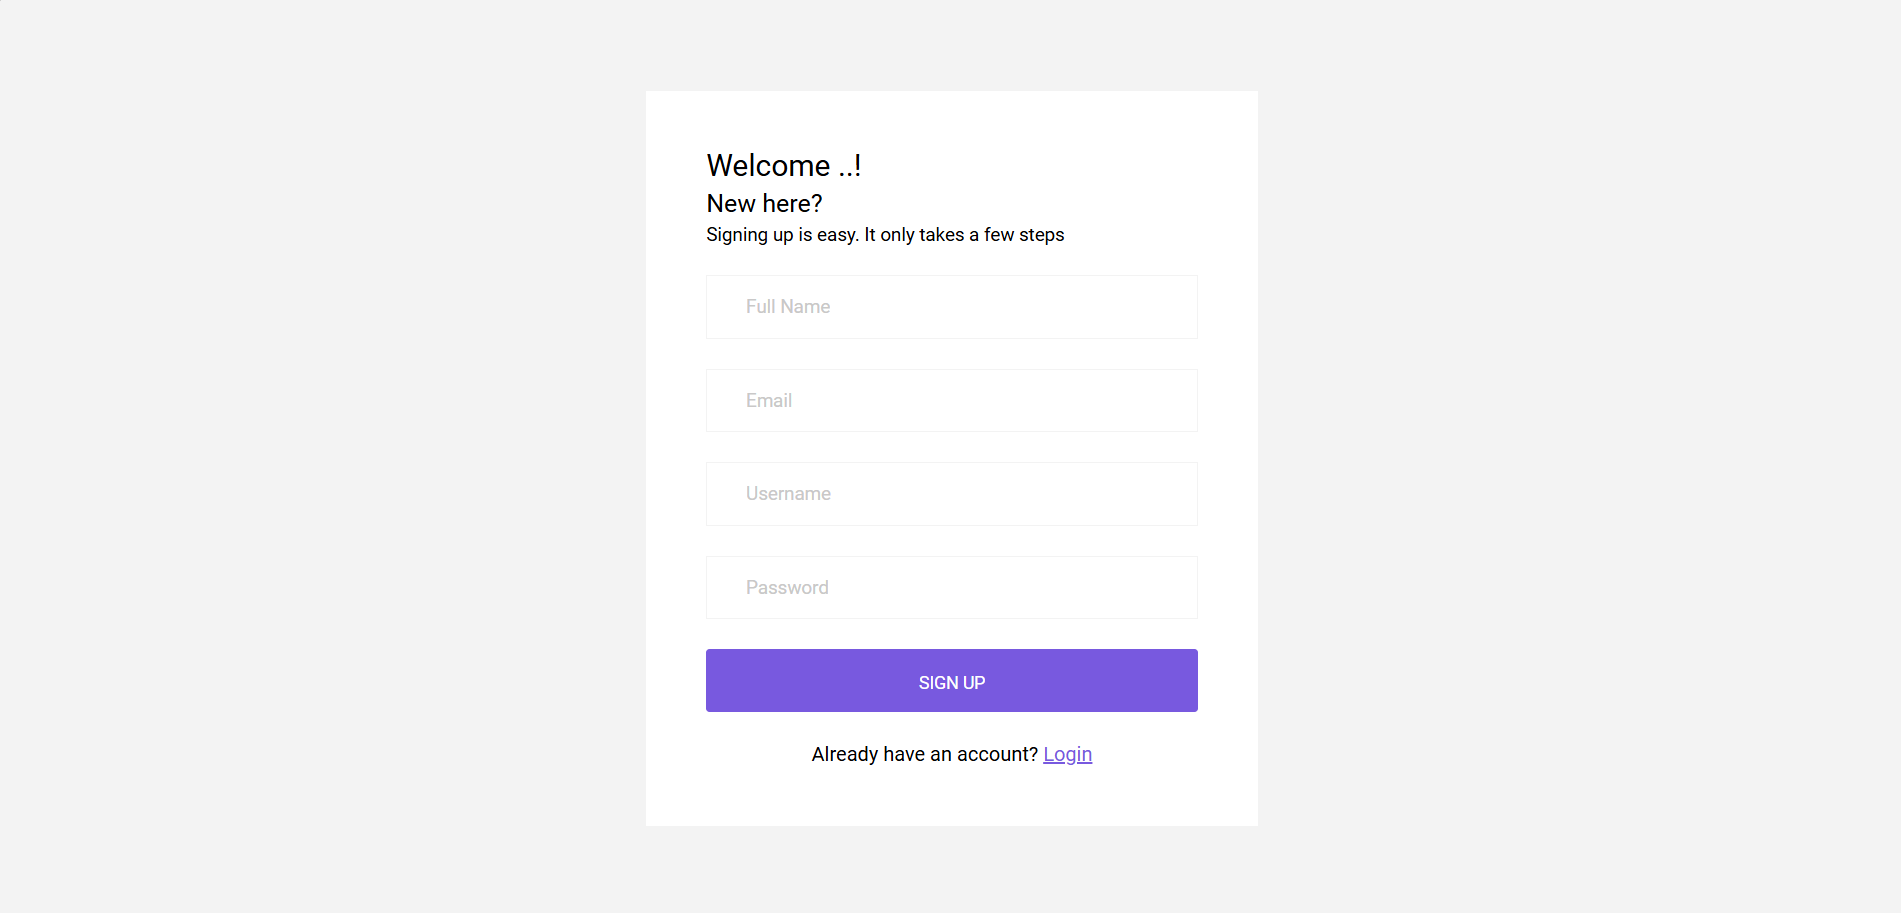 Welcome ..!
New here?
Signing up is easy. It only takes a few steps
Full Name
Email
Username
Password
SIGN UP
Already have an account? Login